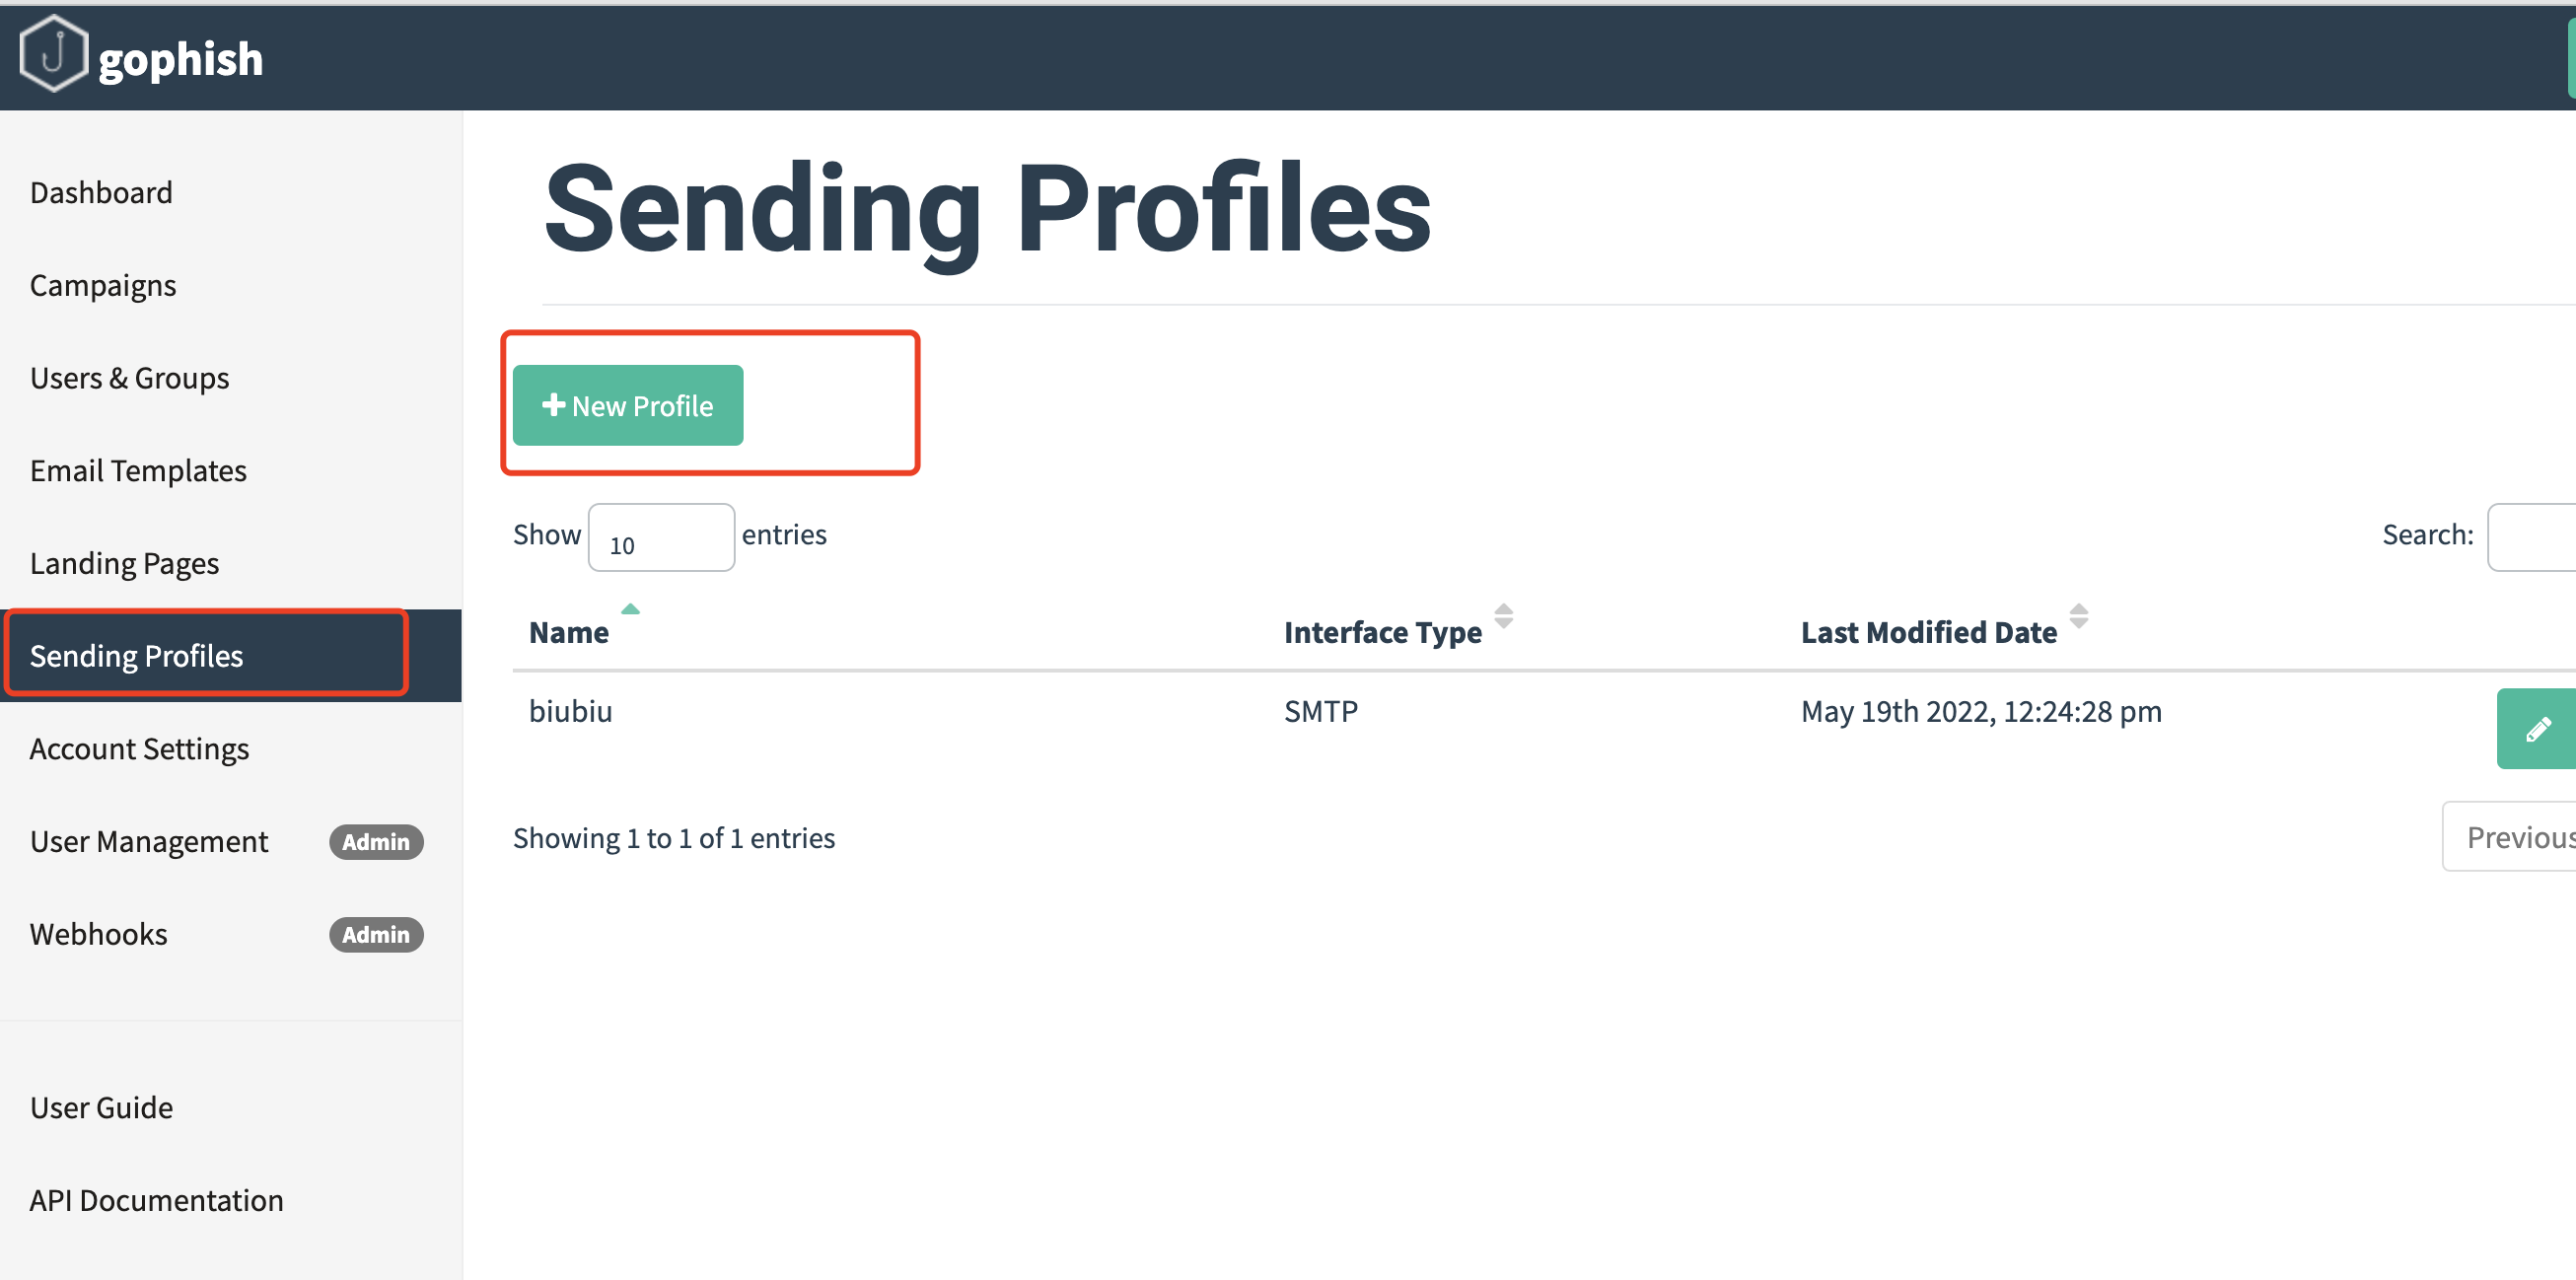 gophish
Dashboard
Campaigns
Users & Groups
Email Templates
Landing Pages
Sending Profiles
Account Settings
User Management Admin
Webhooks Admin
User Guide
API Documentation
Sending Profiles
New Profile
Show 10 entries
Search:
Name Interface Type Last Modified Date
biubiu SMTP May 19th 2022, 12:24:28 pm
Showing 1 to 1 of 1 entries
Previous